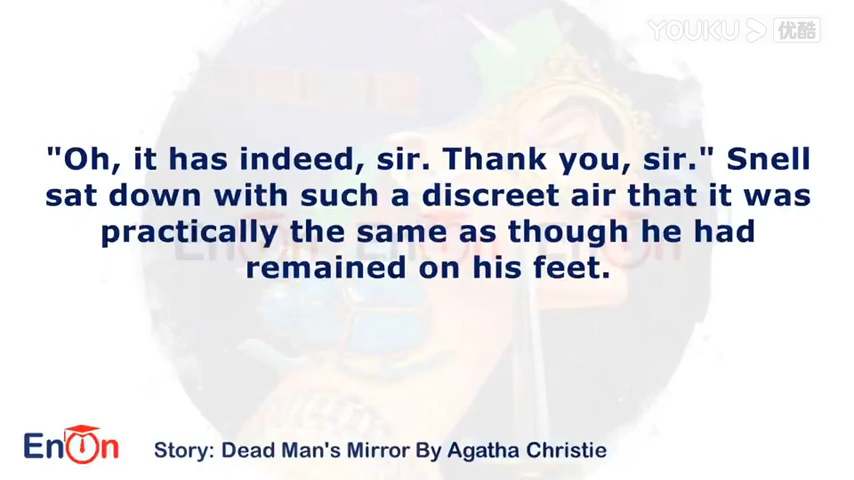 YOUKU 优酷
"Oh, it has indeed, sir. Thank you, sir." Snell
sat down with such a discreet air that it was
practically the same as though he had
remained on his feet.
EnOn
Story: Dead Man's Mirror By Agatha Christie